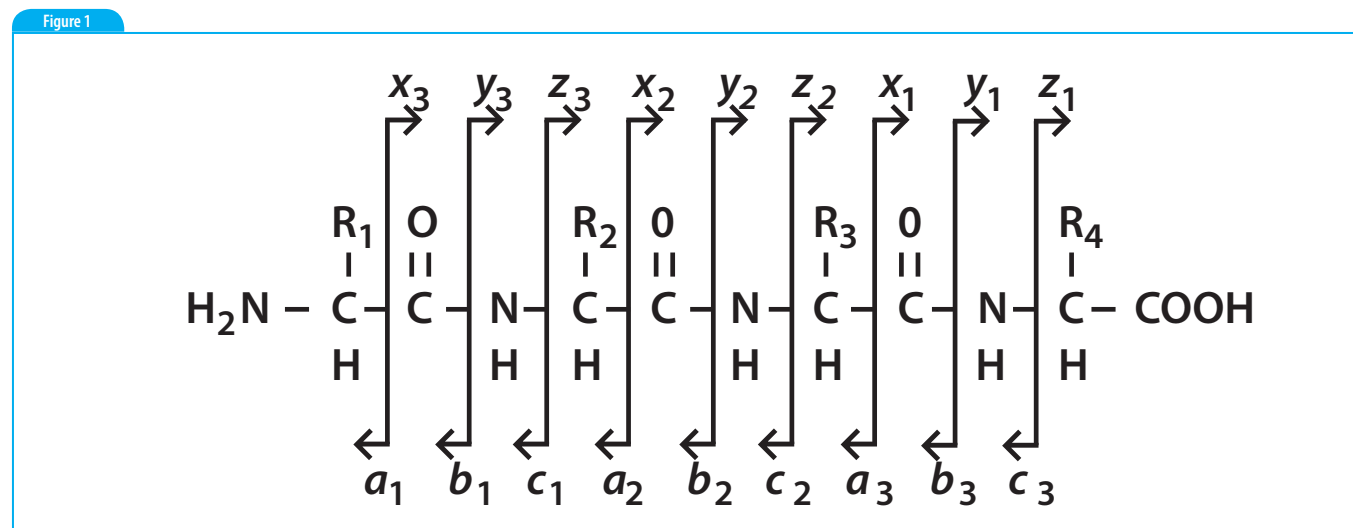 Figure 1
x3 y3 z3 x2 y2 z2 x1 y1 z1
R1 O R2 0 R3 0 R4
H2N – C – C – N – C – C – N – C – C – N – C – COOH
H H H H H H H
a1 b1 c1 a2 b2 c2 a3 b3 c3